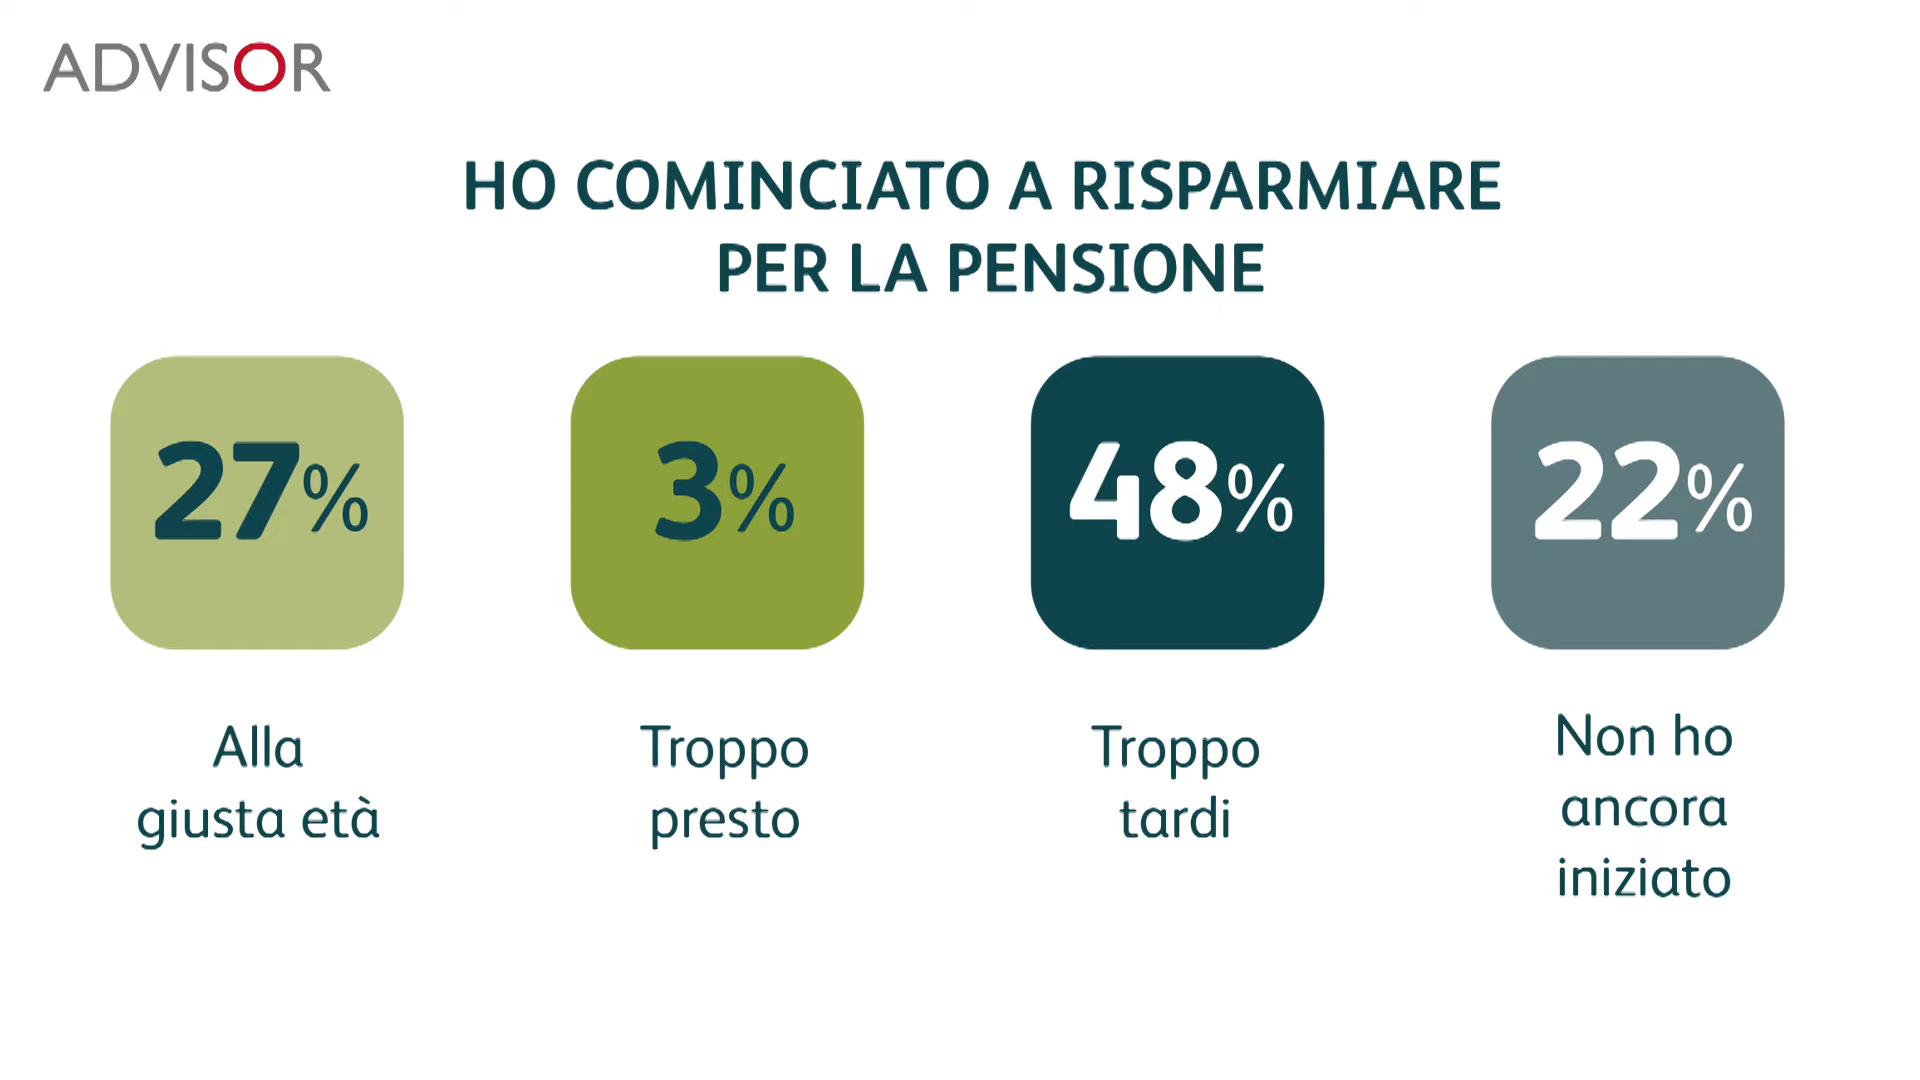 ADVISOR
HO COMINCIATO A RISPARMIARE
PER LA PENSIONE
27%
3%
48%
22%
Alla
giusta età
Troppo
presto
Troppo
tardi
Non ho
ancora
iniziato